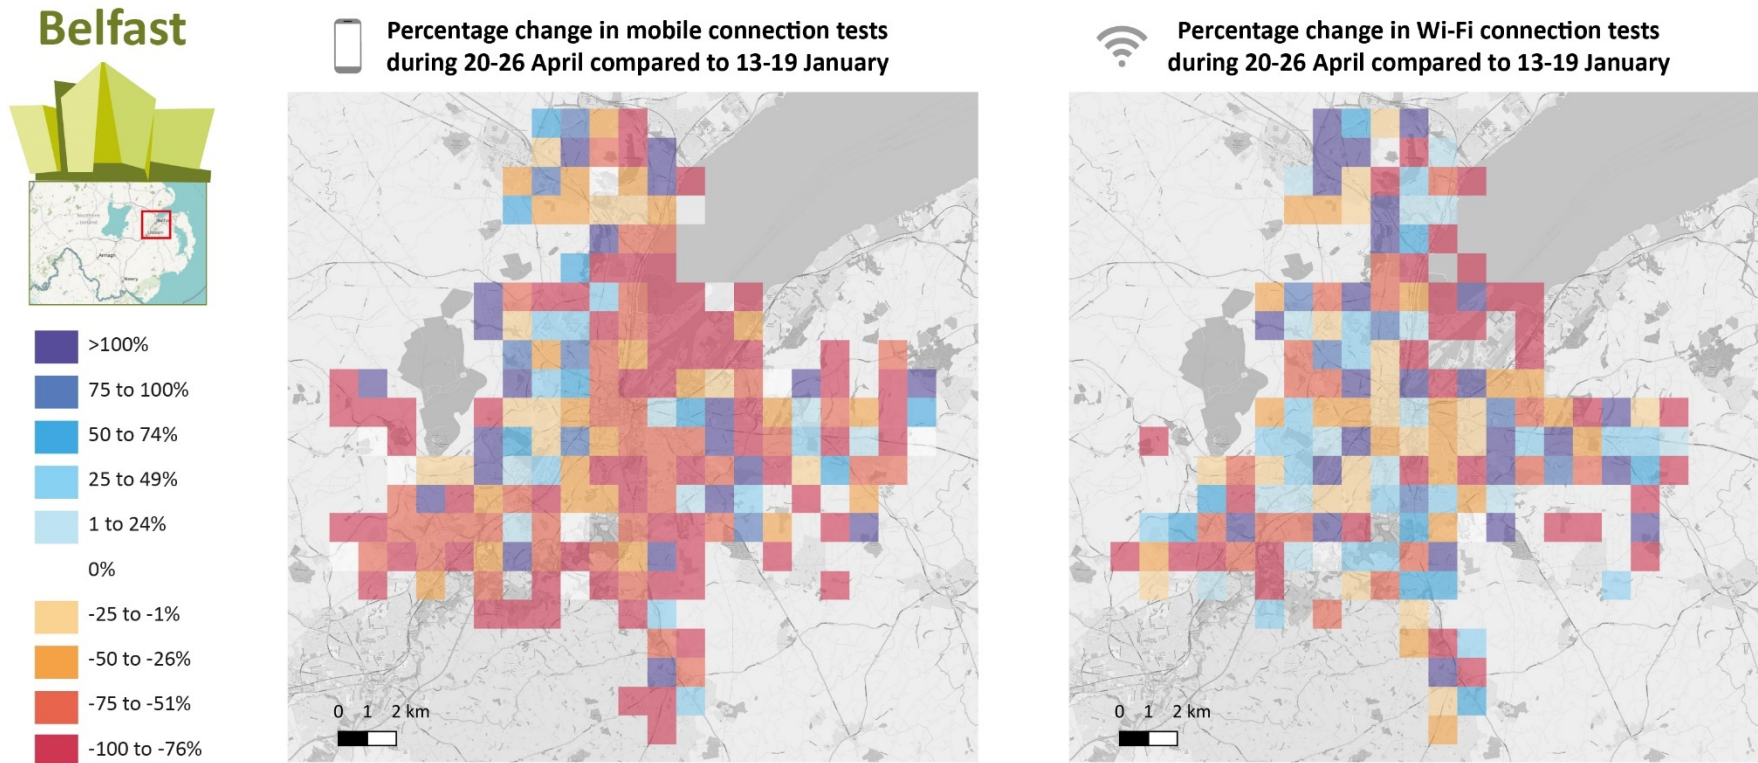 Belfast
Percentage change in mobile connection tests
during 20-26 April compared to 13-19 January
Percentage change in Wi-Fi connection tests
during 20-26 April compared to 13-19 January
Armagh
Newry
>100%
75 to 100%
50 to 74%
25 to 49%
1 to 24%
0%
-25 to -1%
-50 to -26%
-75 to -51%
-100 to -76%
0 1 2 km
0 1 2 km